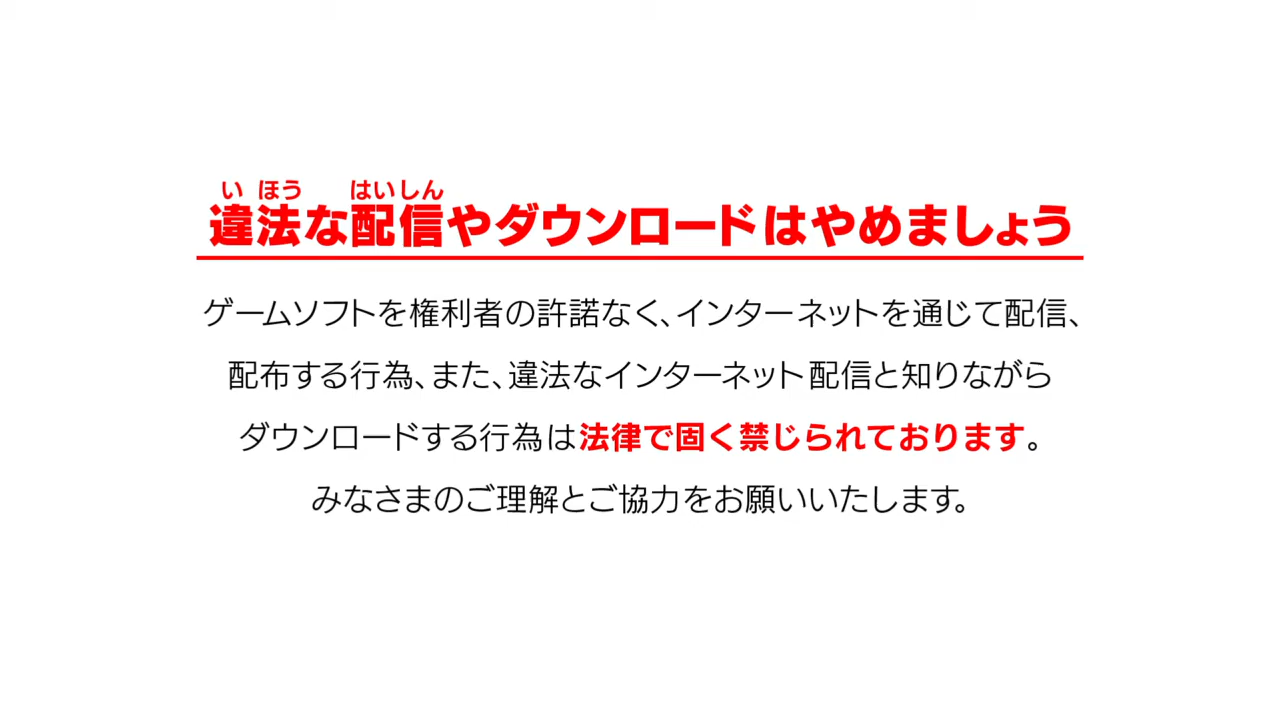 い ほう はいしん
違法な配信やダウンロードはやめましょう
ゲームソフトを権利者の許諾なく、インターネットを通じて配信、
配布する行為、また、違法なインターネット配信と知りながら
ダウンロードする行為は法律で固く禁じられております。
みなさまのご理解とご協力をお願いいたします。